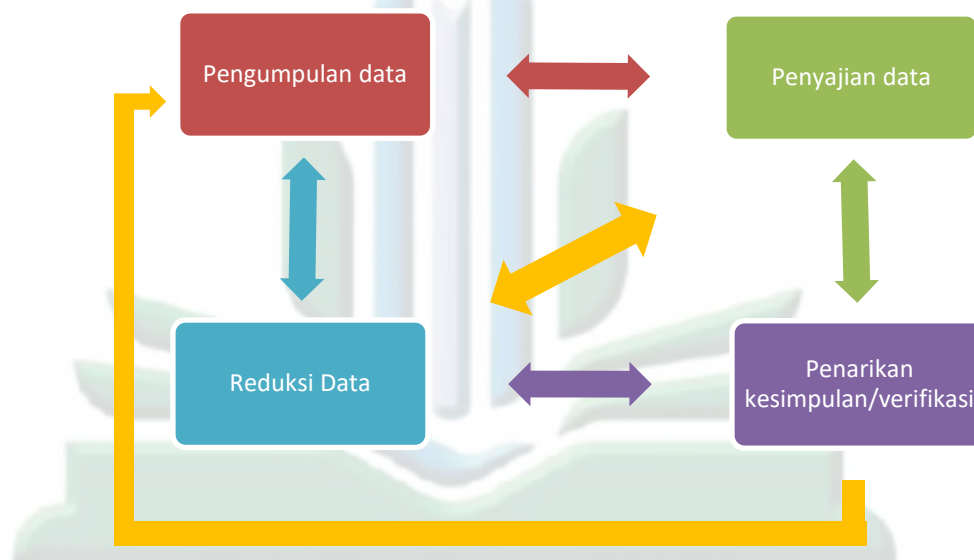 Pengumpulan data
Penyajian data
Reduksi Data
Penarikan
kesimpulan/verifikasi